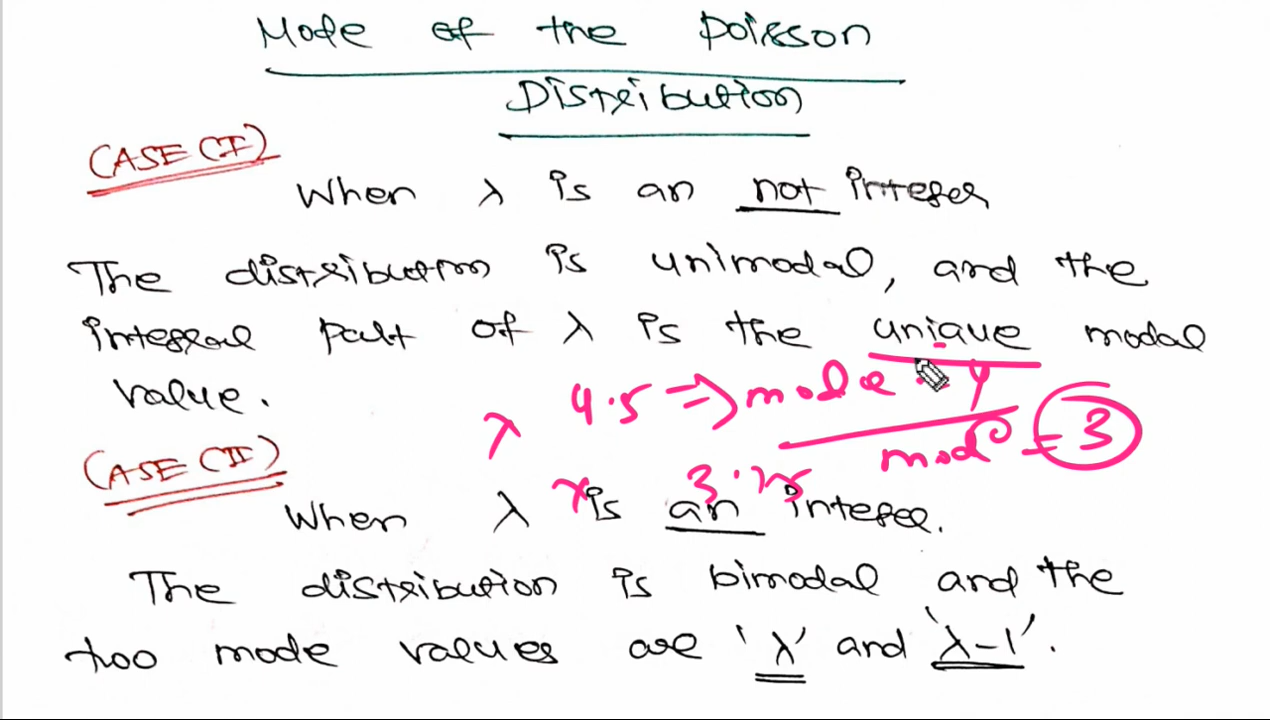 Mode of the Poisson
Distribution
CASE (I)
When λ is an not integer
The distribution is unimodal, and the
integral part of λ is the unique modal
value.
4.5 ⇒ mode 4
λ
mode = 3
CASE (II)
3.25
When λ is an integer.
The distribution is bimodal and the
two mode values are 'λ' and 'λ-1'.